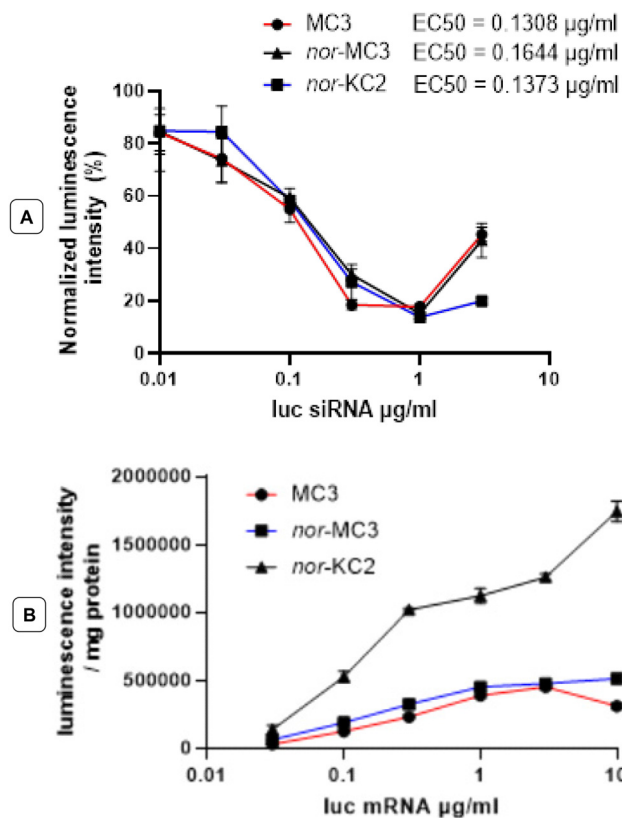 MC3 EC50 = 0.1308 µg/ml
nor-MC3 EC50 = 0.1644 µg/ml
nor-KC2 EC50 = 0.1373 µg/ml
A
Normalized luminescence
intensity (%)
100
80
60
40
20
0
0.01 0.1 1 10
luc siRNA µg/ml
B
luminescence intensity
/ mg protein
2000000
1500000
1000000
500000
0
MC3
nor-MC3
nor-KC2
0.01 0.1 1 10
luc mRNA µg/ml